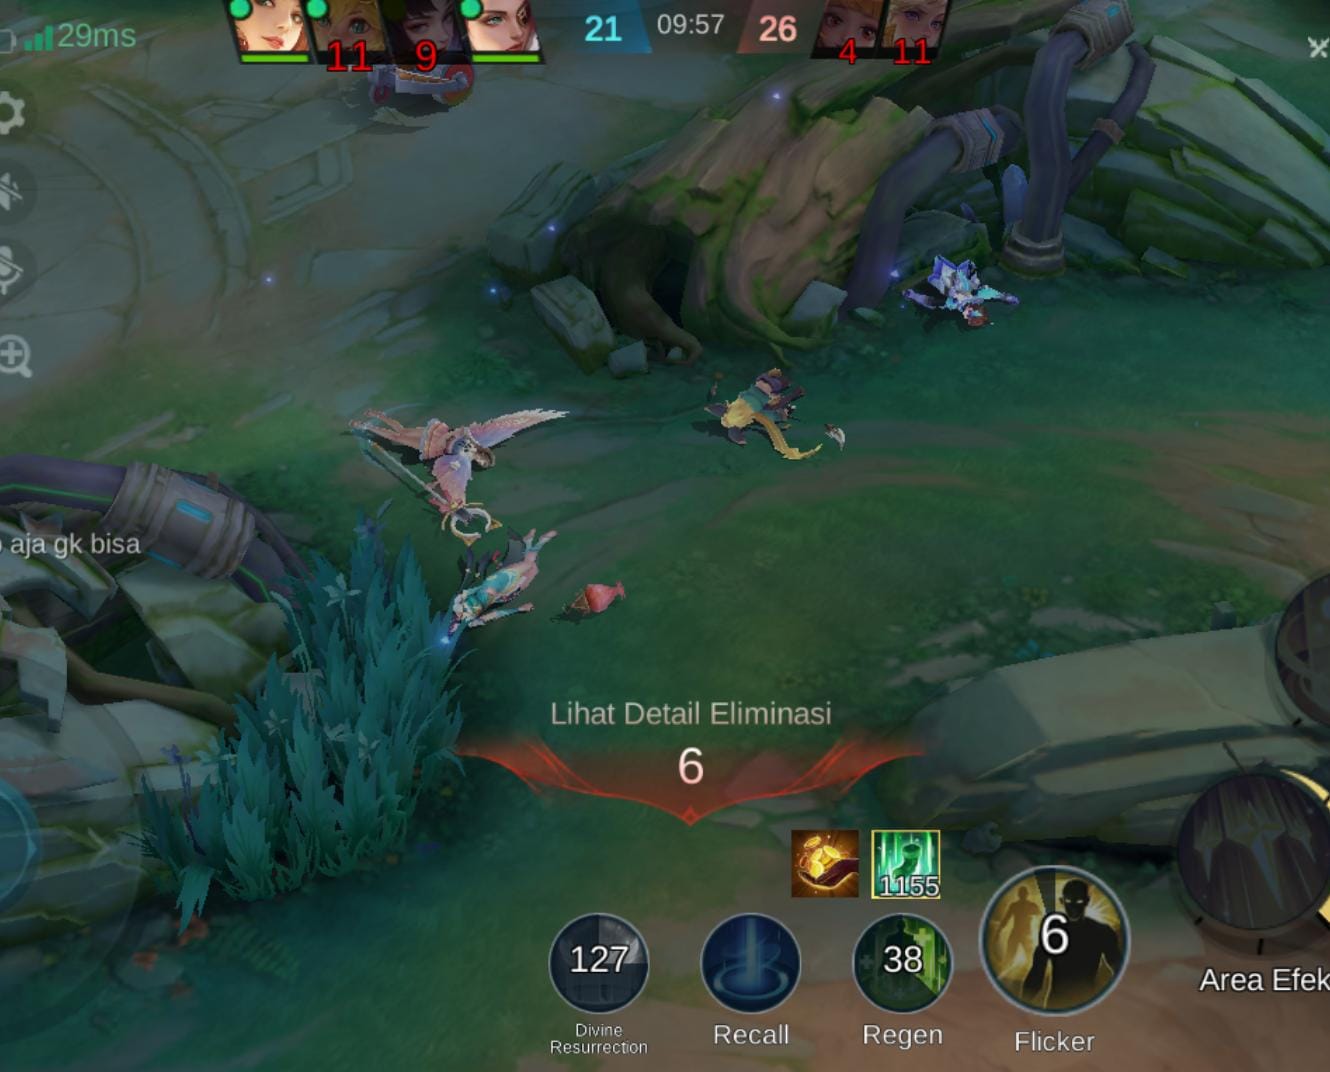 29ms
11
9
21
09:57
26
4
11
aja gk bisa
Lihat Detail Eliminasi
6
1155
127
38
6
Divine
Resurrection
Recall
Regen
Flicker
Area Efek